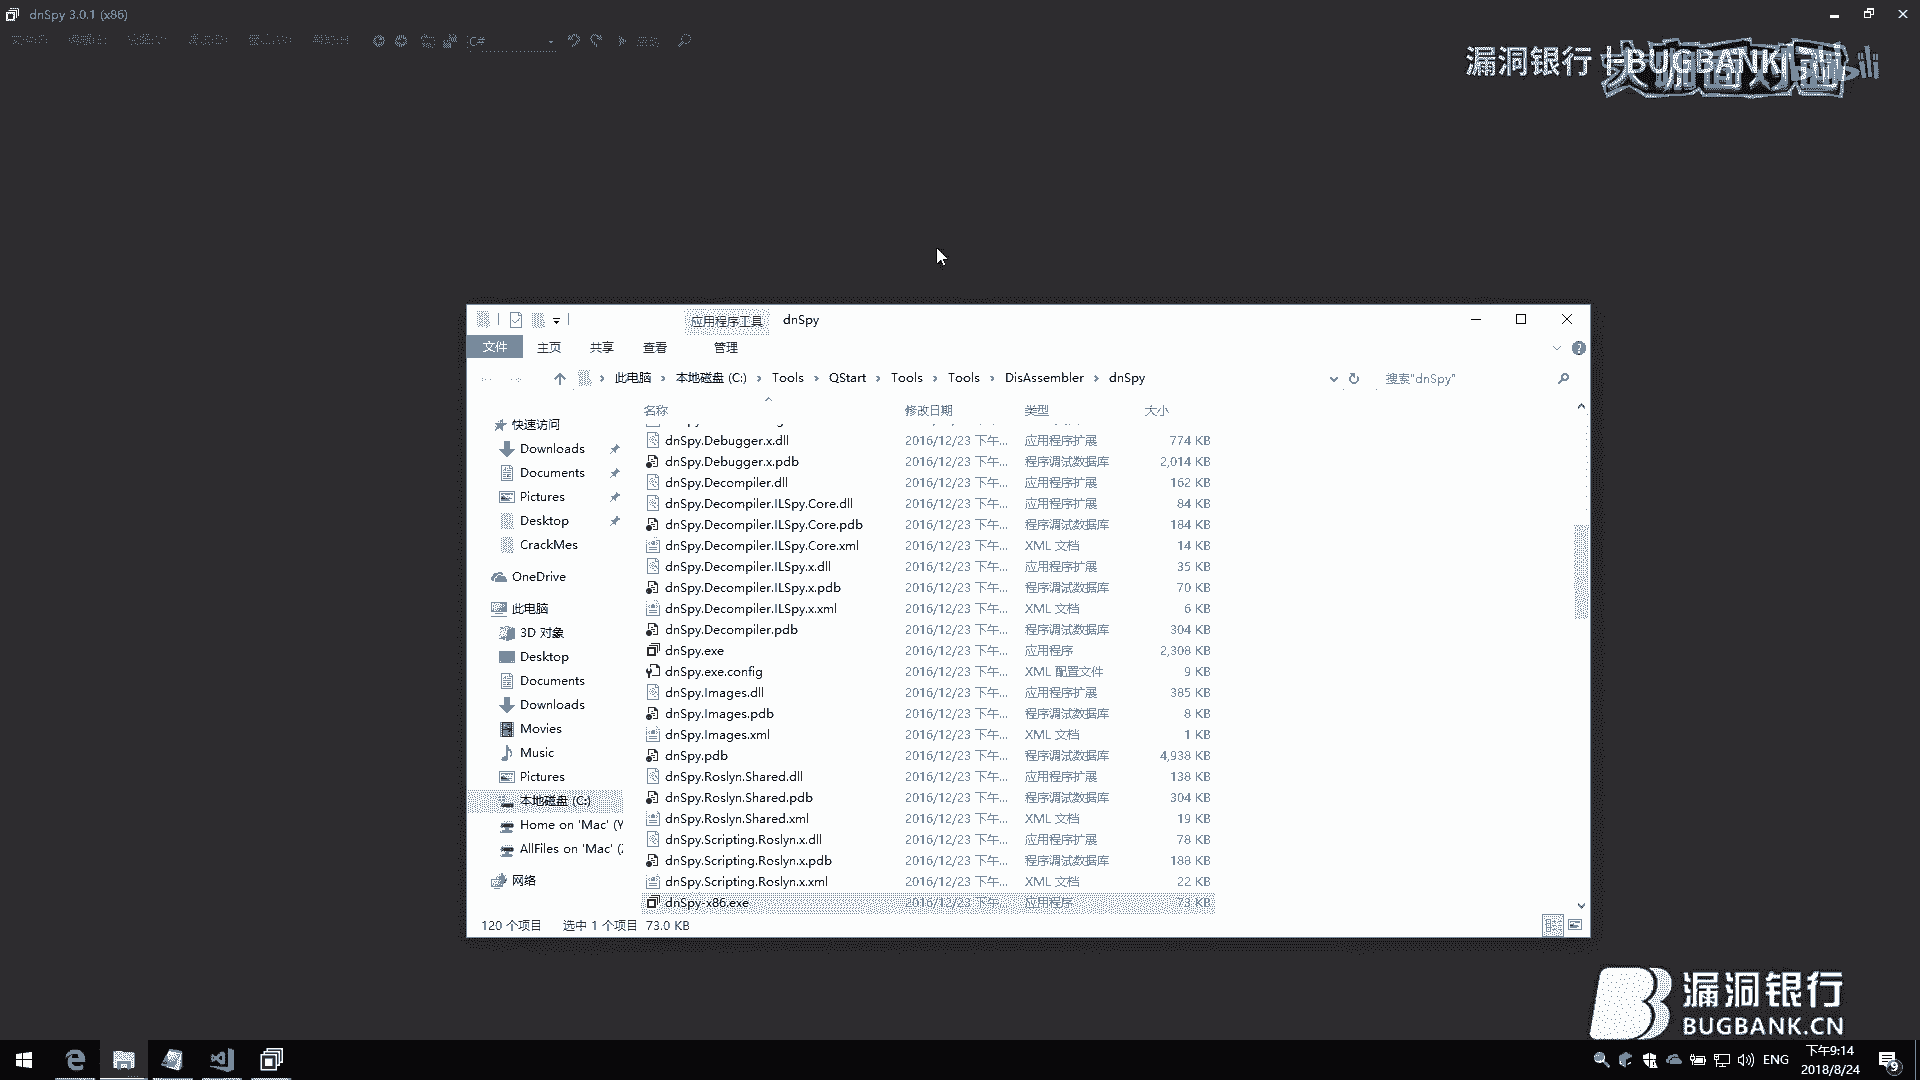 dnSpy 3.0.1 (x86)
C#
漏洞银行
BUGBANK
应用程序工具 dnSpy
文件 主页 共享 查看 管理
此电脑 › 本地磁盘 (C:) › Tools › QStart › Tools › Tools › DisAssembler › dnSpy
搜索"dnSpy"
名称 修改日期 类型 大小
快速访问
Downloads
Documents
Pictures
Desktop
CrackMes
OneDrive
此电脑
3D 对象
Desktop
Documents
Downloads
Movies
Music
Pictures
本地磁盘 (C:)
Home on 'Mac' (Y
AllFiles on 'Mac' (Z
网络
dnSpy.Debugger.x.dll 2016/12/23 下午... 应用程序扩展 774 KB
dnSpy.Debugger.x.pdb 2016/12/23 下午... 程序调试数据库 2,014 KB
dnSpy.Decompiler.dll 2016/12/23 下午... 应用程序扩展 162 KB
dnSpy.Decompiler.ILSpy.Core.dll 2016/12/23 下午... 应用程序扩展 84 KB
dnSpy.Decompiler.ILSpy.Core.pdb 2016/12/23 下午... 程序调试数据库 184 KB
dnSpy.Decompiler.ILSpy.Core.xml 2016/12/23 下午... XML 文档 14 KB
dnSpy.Decompiler.ILSpy.x.dll 2016/12/23 下午... 应用程序扩展 35 KB
dnSpy.Decompiler.ILSpy.x.pdb 2016/12/23 下午... 程序调试数据库 70 KB
dnSpy.Decompiler.ILSpy.x.xml 2016/12/23 下午... XML 文档 6 KB
dnSpy.Decompiler.pdb 2016/12/23 下午... 程序调试数据库 304 KB
dnSpy.exe 2016/12/23 下午... 应用程序 2,308 KB
dnSpy.exe.config 2016/12/23 下午... XML 配置文件 9 KB
dnSpy.Images.dll 2016/12/23 下午... 应用程序扩展 385 KB
dnSpy.Images.pdb 2016/12/23 下午... 程序调试数据库 8 KB
dnSpy.Images.xml 2016/12/23 下午... XML 文档 1 KB
dnSpy.pdb 2016/12/23 下午... 程序调试数据库 4,938 KB
dnSpy.Roslyn.Shared.dll 2016/12/23 下午... 应用程序扩展 138 KB
dnSpy.Roslyn.Shared.pdb 2016/12/23 下午... 程序调试数据库 304 KB
dnSpy.Roslyn.Shared.xml 2016/12/23 下午... XML 文档 19 KB
dnSpy.Scripting.Roslyn.x.dll 2016/12/23 下午... 应用程序扩展 78 KB
dnSpy.Scripting.Roslyn.x.pdb 2016/12/23 下午... 程序调试数据库 188 KB
dnSpy.Scripting.Roslyn.x.xml 2016/12/23 下午... XML 文档 22 KB
dnSpy-x86.exe 2016/12/23 下午... 应用程序 73 KB
120 个项目 选中 1 个项目 73.0 KB
漏洞银行
BUGBANK.CN
ENG
下午9:14
2018/8/24
9